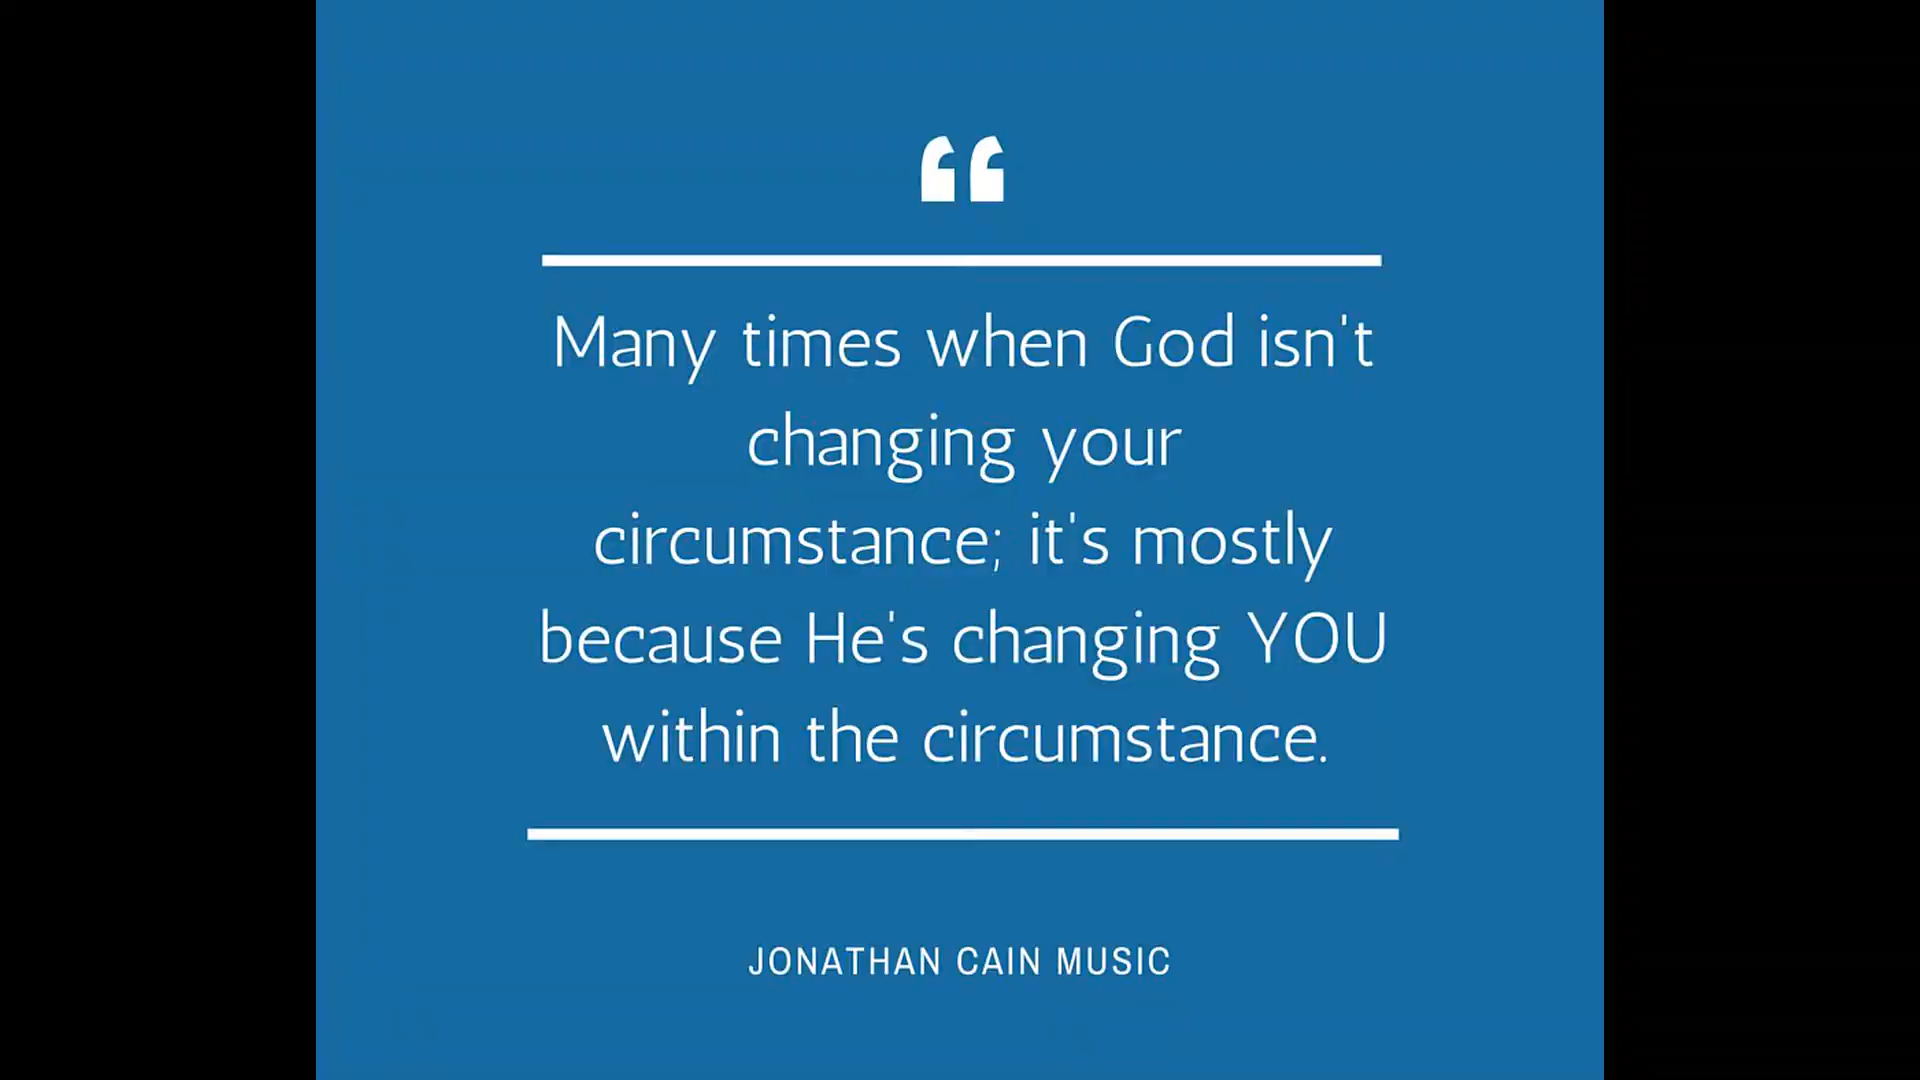 “
Many times when God isn't
changing your
circumstance; it's mostly
because He's changing YOU
within the circumstance.
JONATHAN CAIN MUSIC